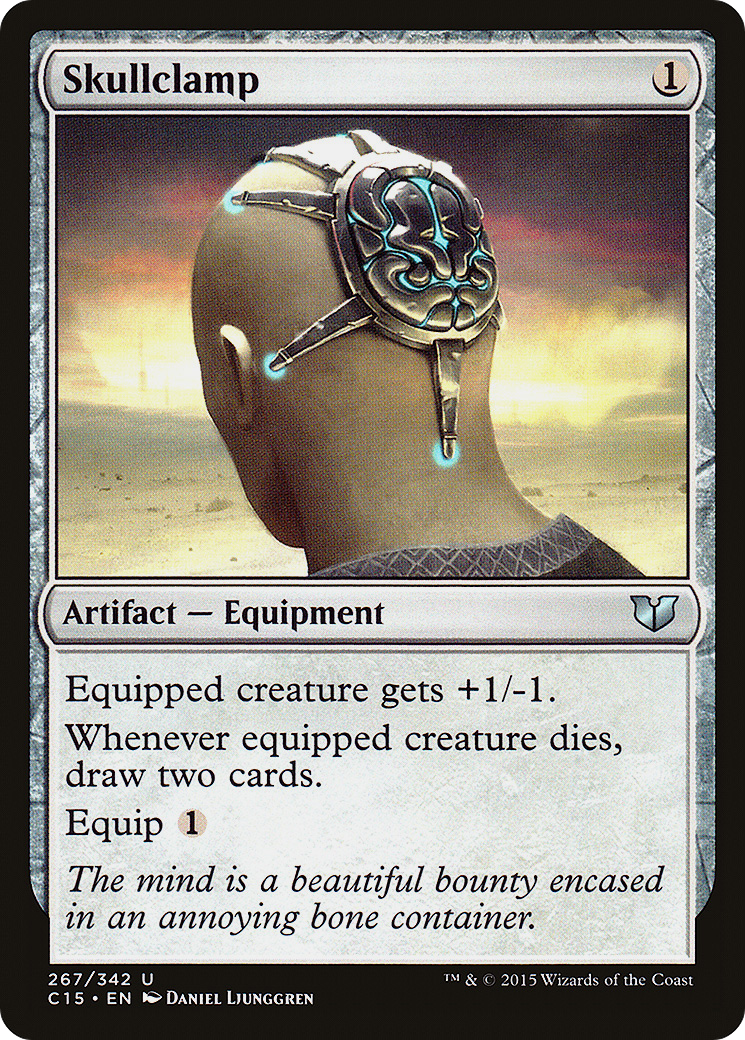 Skullclamp 1
Artifact — Equipment
Equipped creature gets +1/-1.
Whenever equipped creature dies,
draw two cards.
Equip 1
The mind is a beautiful bounty encased
in an annoying bone container.
267/342 U
™ & © 2015 Wizards of the Coast
C15 • EN Daniel Ljunggren